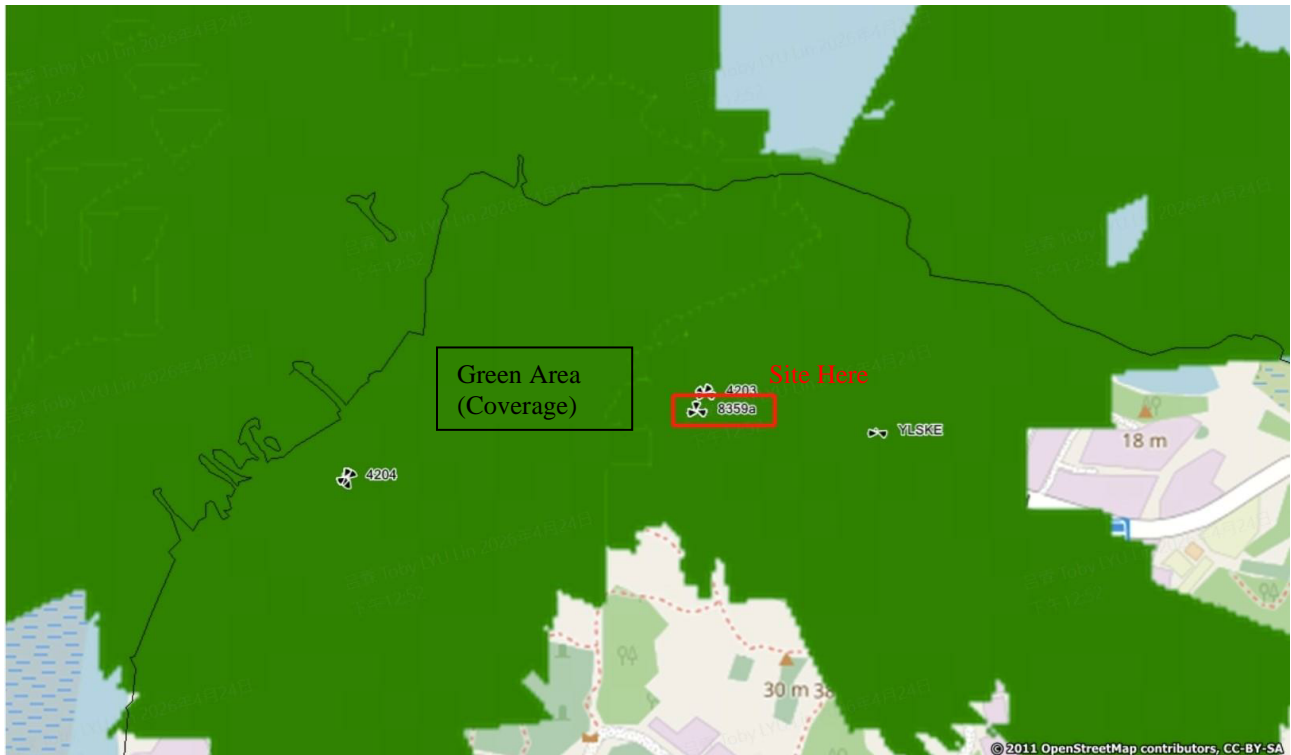 Site Here
Green Area
(Coverage)
4203
8359a
YLSKE
18 m
4204
30 m
© 2011 OpenStreetMap contributors, CC-BY-SA